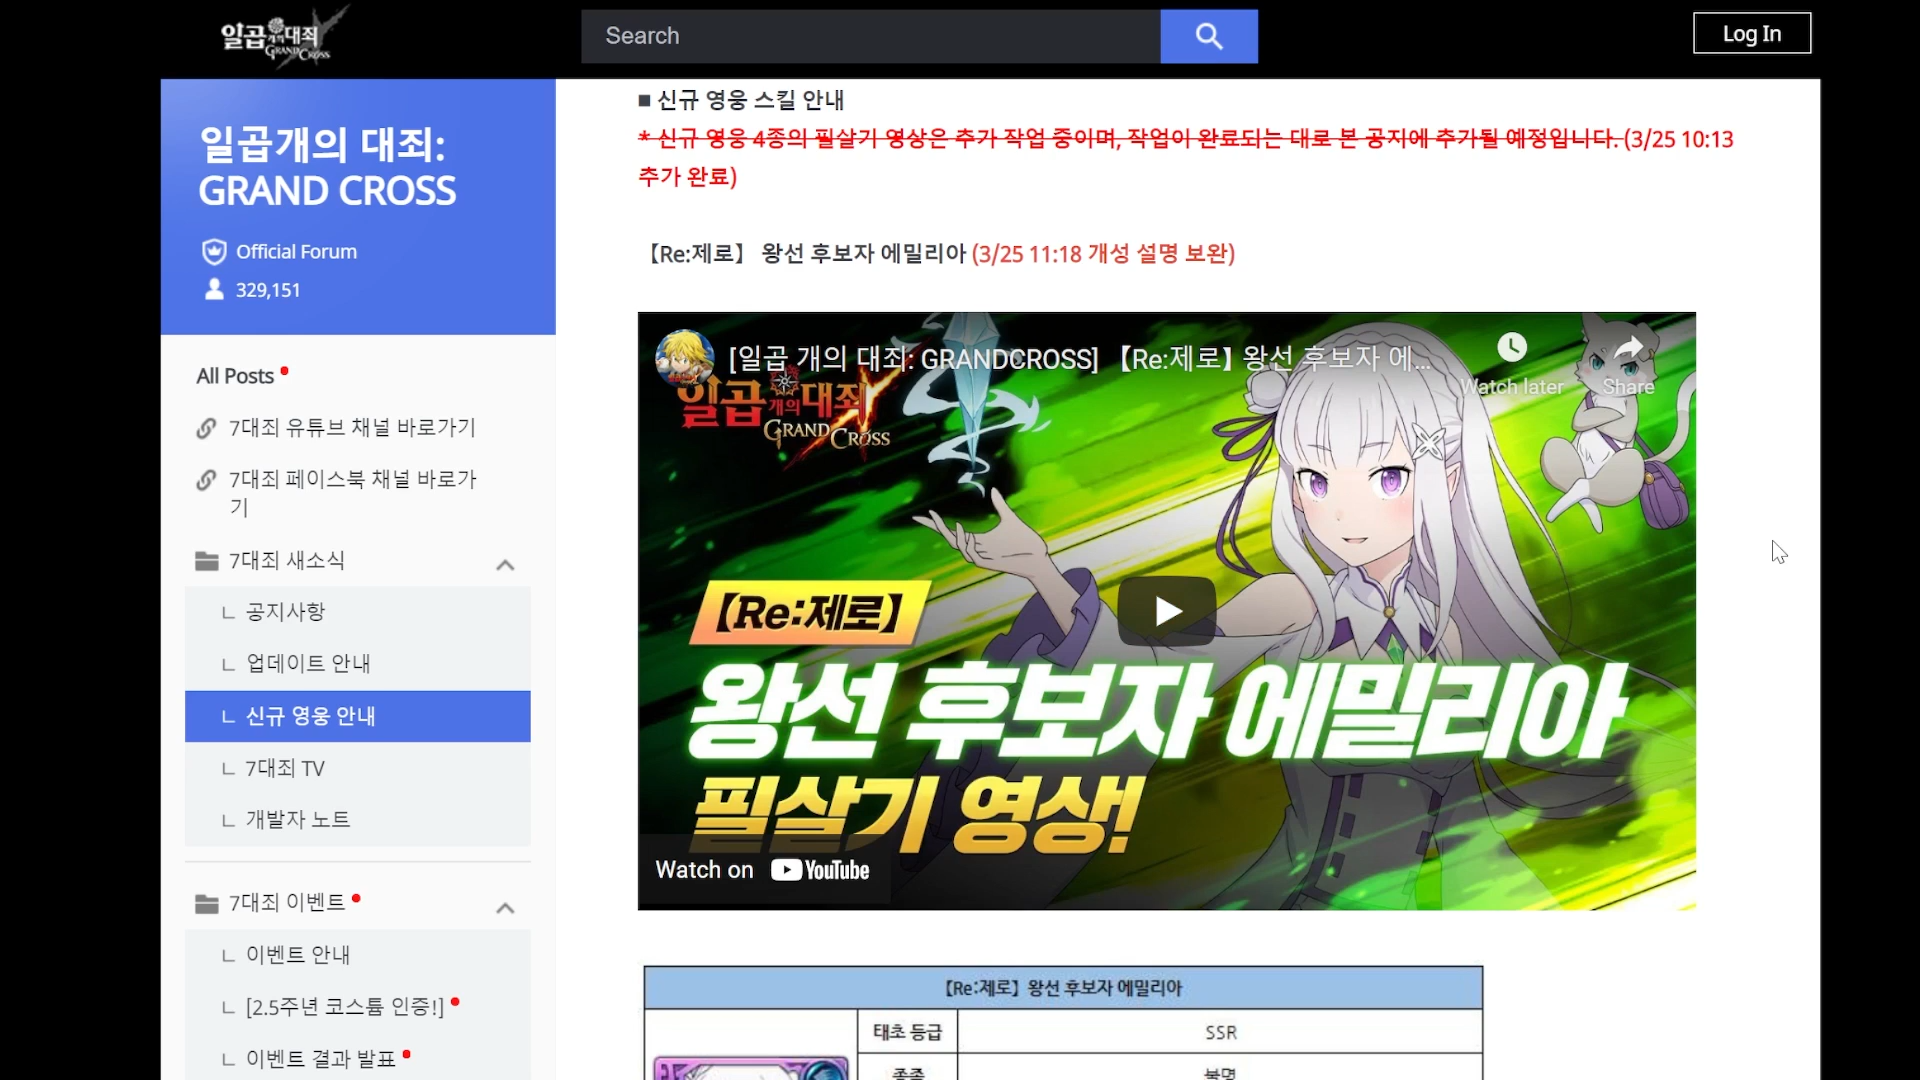 일곱개의대죄
GRAND CROSS
Search
Log In
일곱개의 대죄:
GRAND CROSS
Official Forum
329,151
All Posts
7대죄 유튜브 채널 바로가기
7대죄 페이스북 채널 바로가
기
7대죄 새소식
ㄴ 공지사항
ㄴ 업데이트 안내
ㄴ 신규 영웅 안내
ㄴ 7대죄 TV
ㄴ 개발자 노트
7대죄 이벤트
ㄴ 이벤트 안내
ㄴ [2.5주년 코스튬 인증!]
ㄴ 이벤트 결과 발표
■ 신규 영웅 스킬 안내
* 신규 영웅 4종의 필살기 영상은 추가 작업 중이며, 작업이 완료되는 대로 본 공지에 추가될 예정입니다. (3/25 10:13
추가 완료)
【Re:제로】 왕선 후보자 에밀리아 (3/25 11:18 개성 설명 보완)
[일곱 개의 대죄: GRANDCROSS] 【Re:제로】 왕선 후보자 에...
Watch later
Share
일곱개의대죄
GRAND CROSS
【Re:제로】
왕선 후보자 에밀리아
필살기 영상!
Watch on YouTube
【Re:제로】 왕선 후보자 에밀리아
태초 등급 SSR
종족 불명